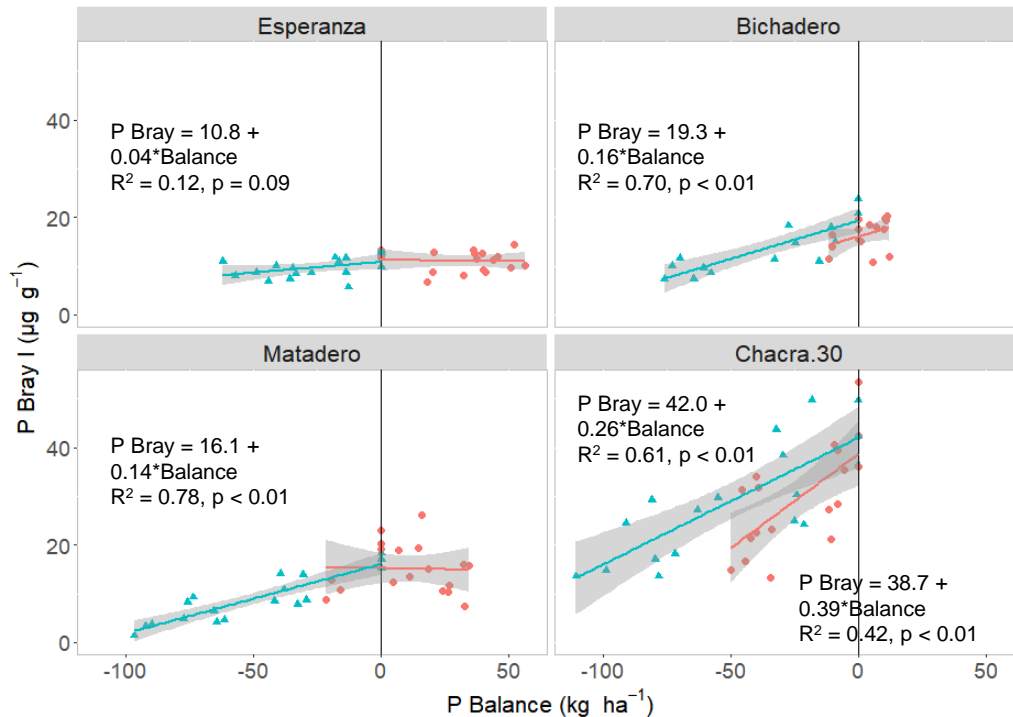 Esperanza
Bichadero
P Bray = 10.8 +
0.04*Balance
R² = 0.12, p = 0.09
P Bray = 19.3 +
0.16*Balance
R² = 0.70, p < 0.01
40
20
0
Matadero
Chacra.30
P Bray = 16.1 +
0.14*Balance
R² = 0.78, p < 0.01
P Bray = 42.0 +
0.26*Balance
R² = 0.61, p < 0.01
P Bray = 38.7 +
0.39*Balance
R² = 0.42, p < 0.01
40
20
0
-100 -50 0 50
-100 -50 0 50
P Balance (kg ha⁻¹)
P Bray I (µg g⁻¹)